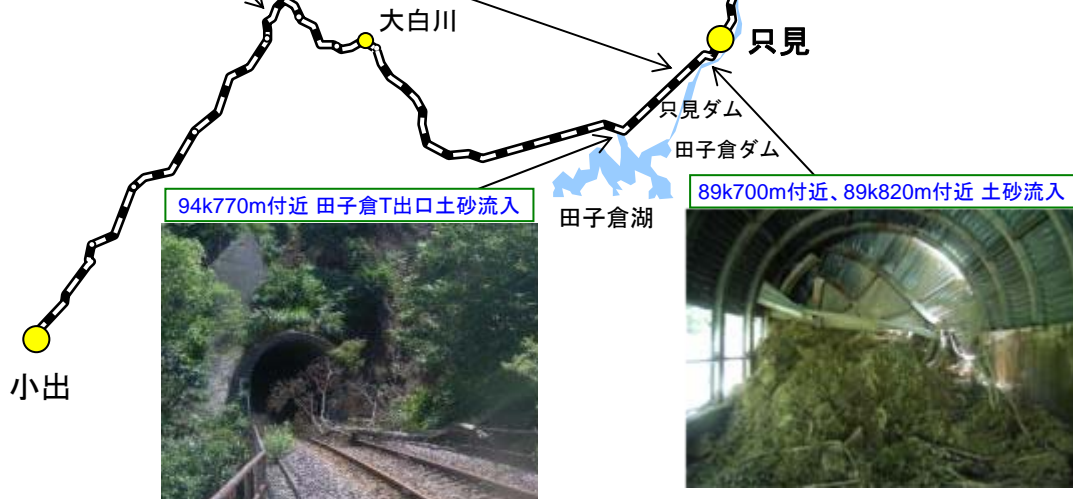 大白川
只見
只見ダム
田子倉ダム
94k770m付近 田子倉T出口土砂流入
89k700m付近、89k820m付近 土砂流入
田子倉湖
小出